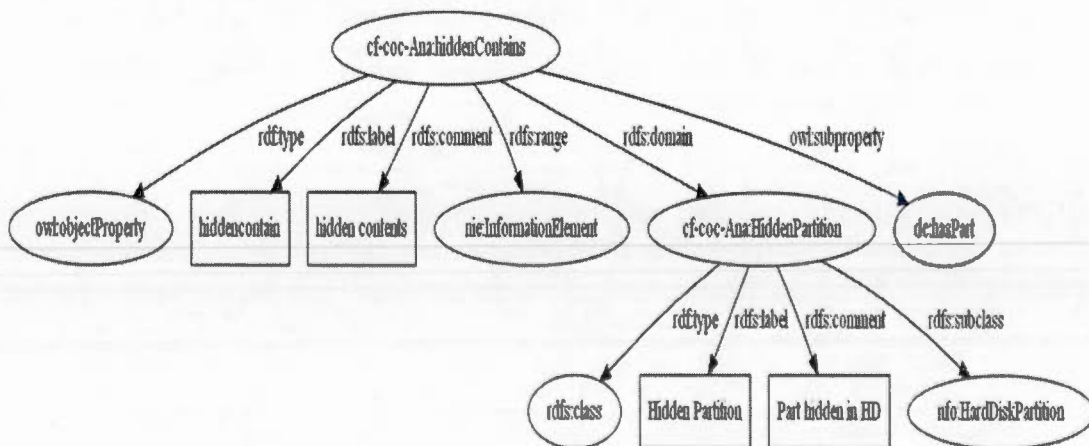 cf-coc-Ana:hiddenContains
rdf:type
rdfs:label
rdfs:comment
rdfs:range
rdfs:domain
owl:subproperty
owl:objectProperty
hiddencontain
hidden contents
nie:InformationElement
cf-coc-Ana:HiddenPartition
dc:hasPart
rdf:type
rdfs:label
rdfs:comment
rdfs:subclass
rdfs:class
Hidden Partition
Part hidden in HD
nfo:HardDiskPartition